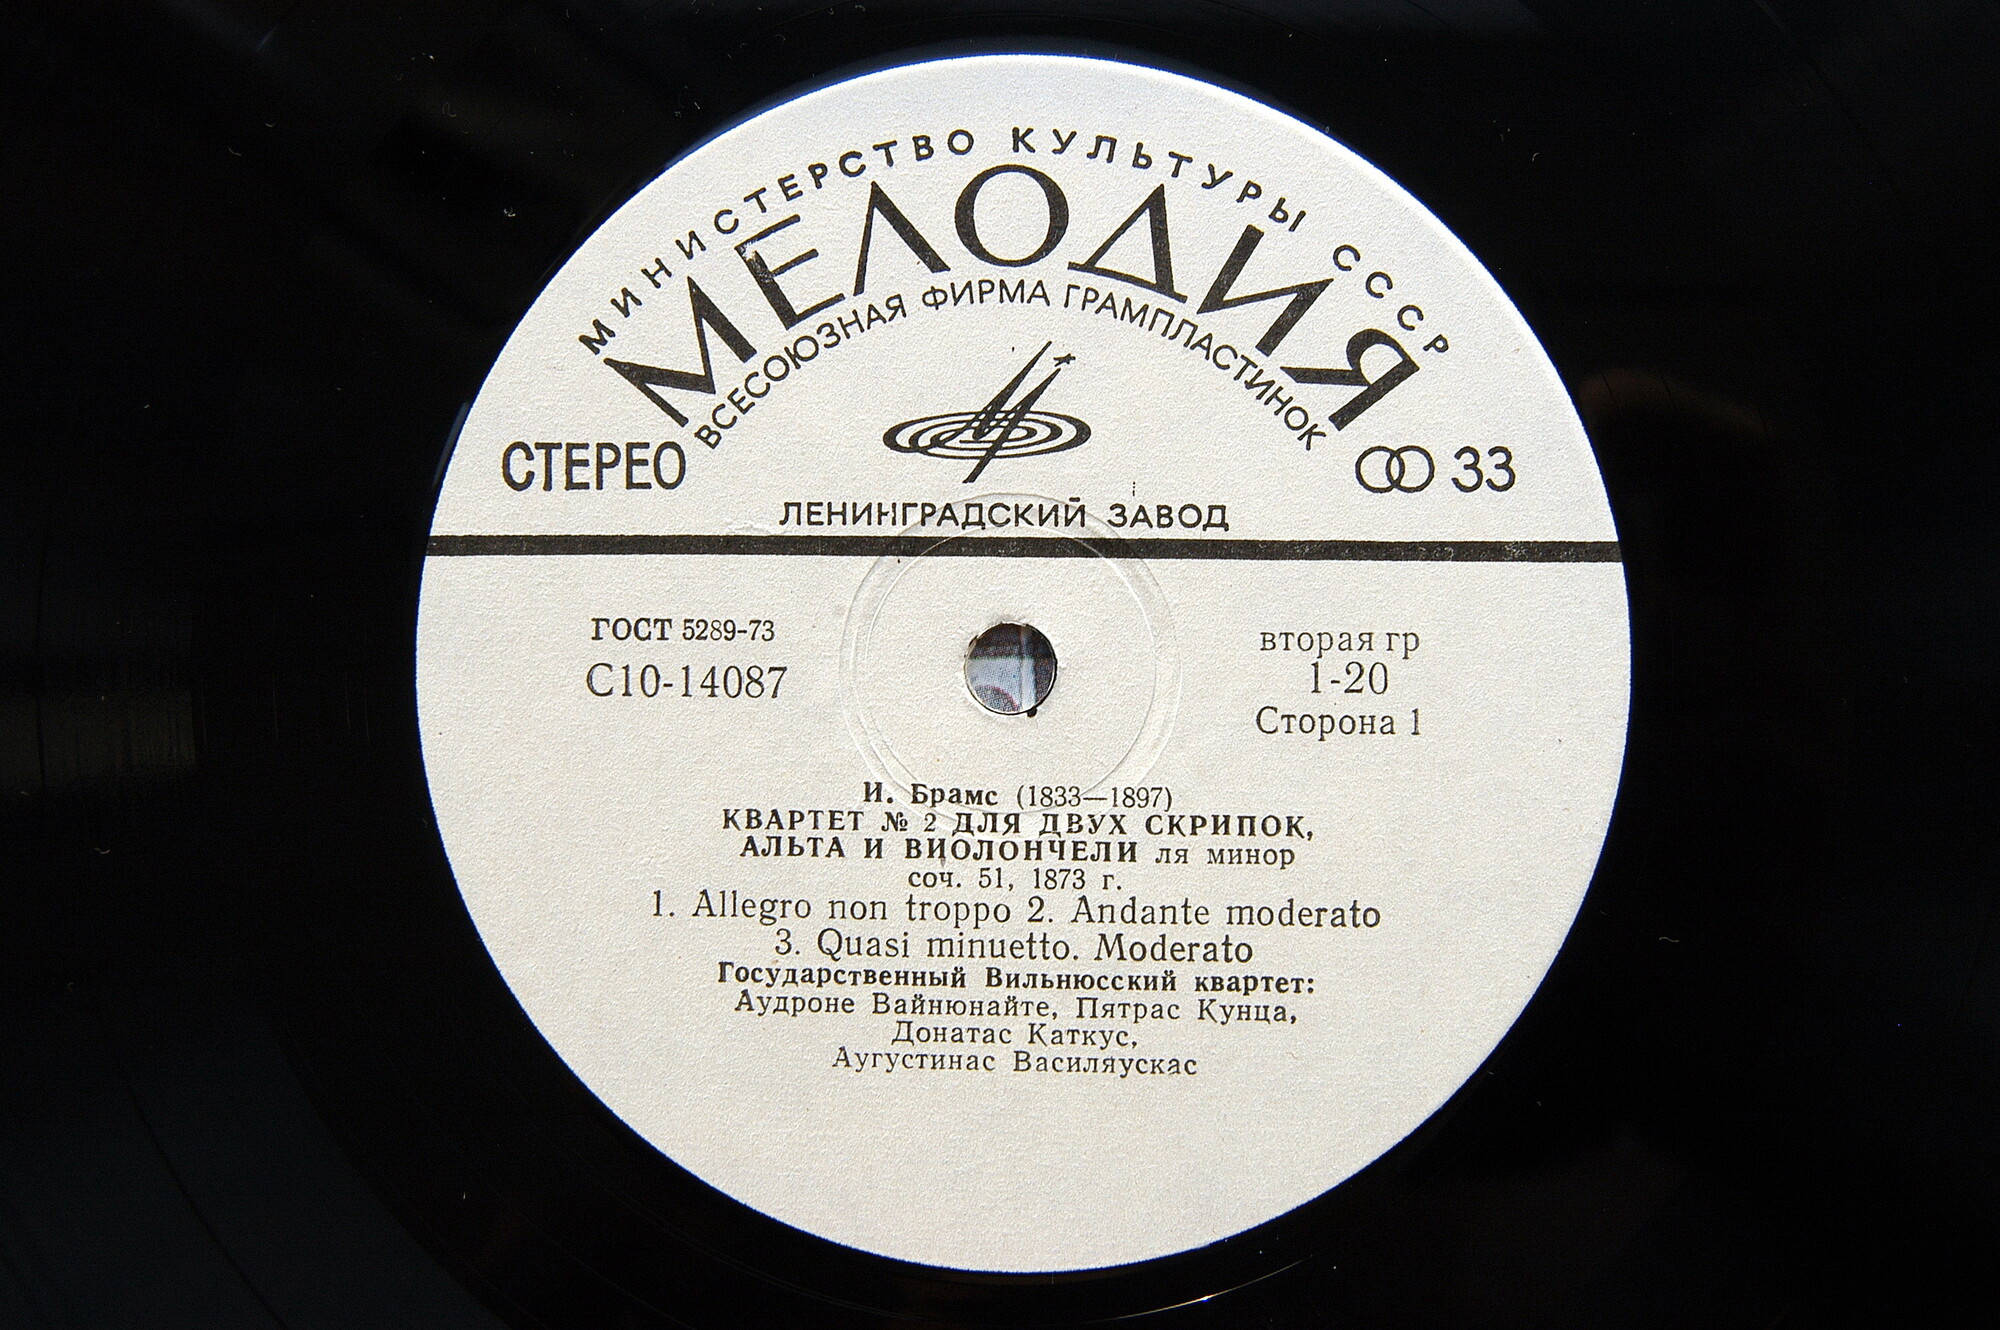 МИНИСТЕРСТВО КУЛЬТУРЫ СССР
МЕЛОДИЯ
ВСЕСОЮЗНАЯ ФИРМА ГРАМПЛАСТИНОК
СТЕРЕО
33
ЛЕНИНГРАДСКИЙ ЗАВОД
ГОСТ 5289-73
С10-14087
вторая гр
1-20
Сторона 1
И. Брамс (1833—1897)
КВАРТЕТ № 2 ДЛЯ ДВУХ СКРИПОК,
АЛЬТА И ВИОЛОНЧЕЛИ ля минор
соч. 51, 1873 г.
1. Allegro non troppo 2. Andante moderato
3. Quasi minuetto. Moderato
Государственный Вильнюсский квартет:
Аудроне Вайнюнайте, Пятрас Кунца,
Донатас Каткус,
Аугустинас Василяускас